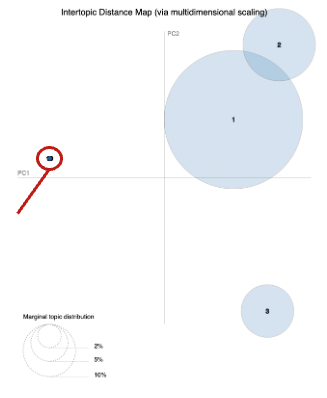 Intertopic Distance Map (via multidimensional scaling)
PC2
2
1
PC1
3
Marginal topic distribution
2%
5%
10%